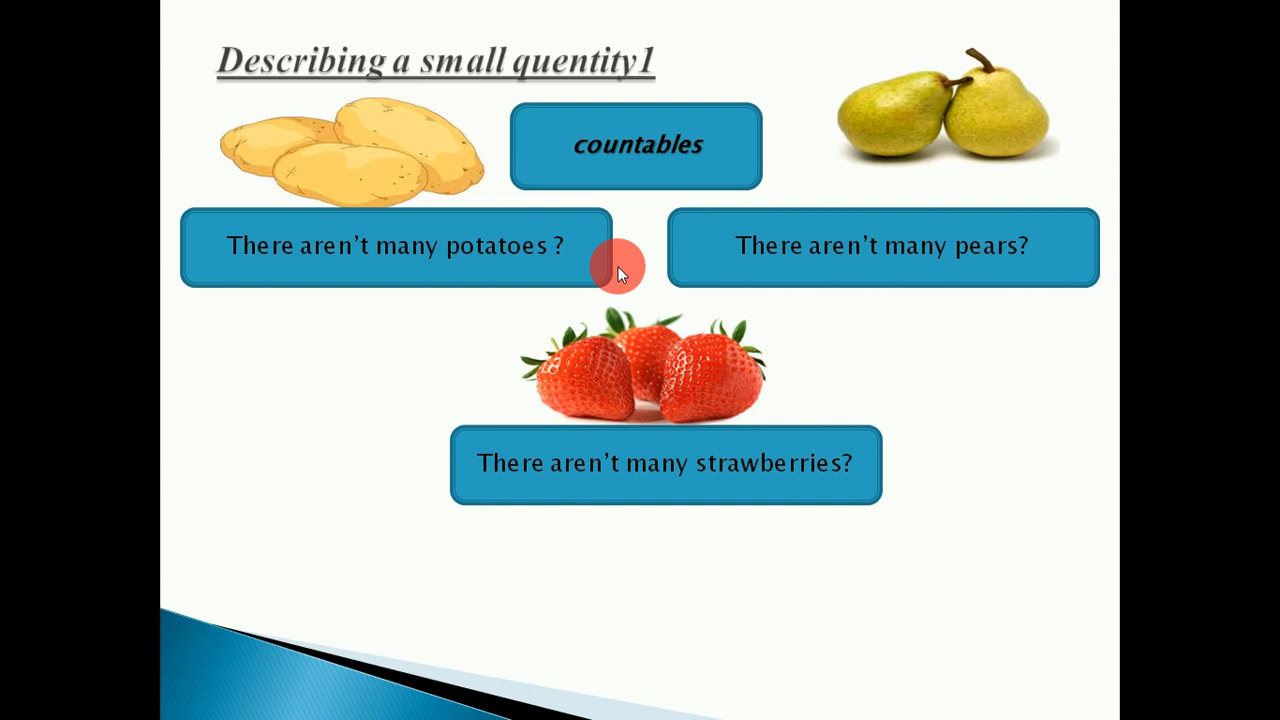 Describing a small quentity1
countables
There aren't many potatoes ?
There aren't many pears?
There aren't many strawberries?